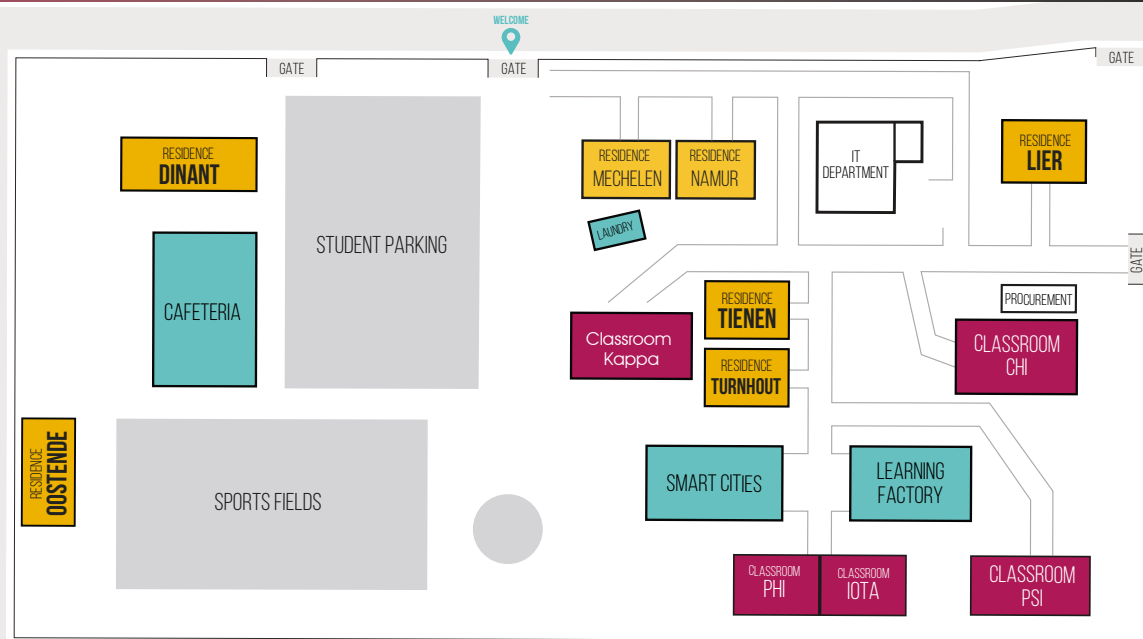 WELCOME
GATE
GATE
GATE
RESIDENCE
DINANT
RESIDENCE
MECHELEN
RESIDENCE
NAMUR
IT
DEPARTMENT
RESIDENCE
LIER
LAUNDRY
STUDENT PARKING
GATE
CAFETERIA
RESIDENCE
TIENEN
PROCUREMENT
Classroom
Kappa
CLASSROOM
CHI
RESIDENCE
TURNHOUT
RESIDENCE
OOSTENDE
SPORTS FIELDS
SMART CITIES
LEARNING
FACTORY
CLASSROOM
PHI
CLASSROOM
IOTA
CLASSROOM
PSI